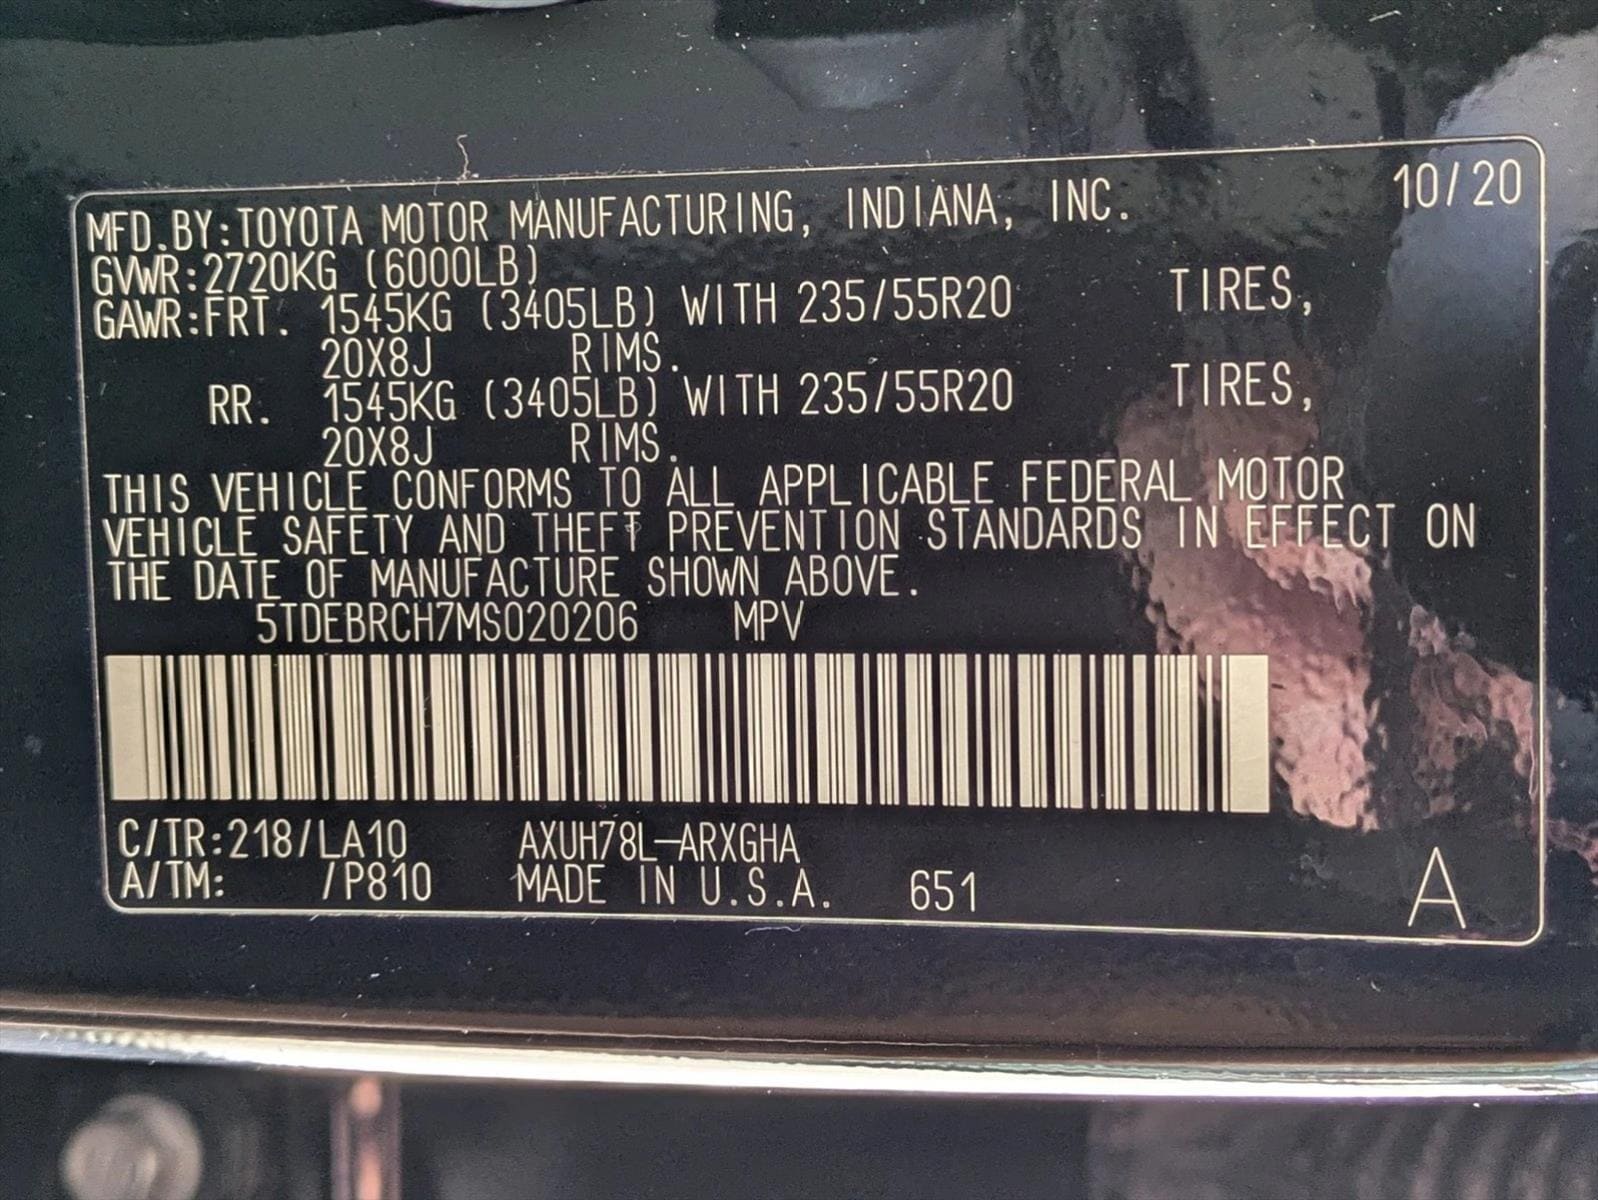 10/20
MFD.BY:TOYOTA MOTOR MANUFACTURING, INDIANA, INC.
GVWR:2720KG (6000LB)
GAWR:FRT. 1545KG (3405LB) WITH 235/55R20 TIRES,
20X8J RIMS.
RR. 1545KG (3405LB) WITH 235/55R20 TIRES,
20X8J RIMS.
THIS VEHICLE CONFORMS TO ALL APPLICABLE FEDERAL MOTOR
VEHICLE SAFETY AND THEFT PREVENTION STANDARDS IN EFFECT ON
THE DATE OF MANUFACTURE SHOWN ABOVE.
5TDEBRCH7MS020206 MPV
C/TR:218/LA10 AXUH78L-ARXGHA
A/TM: /P810 MADE IN U.S.A. 651 A